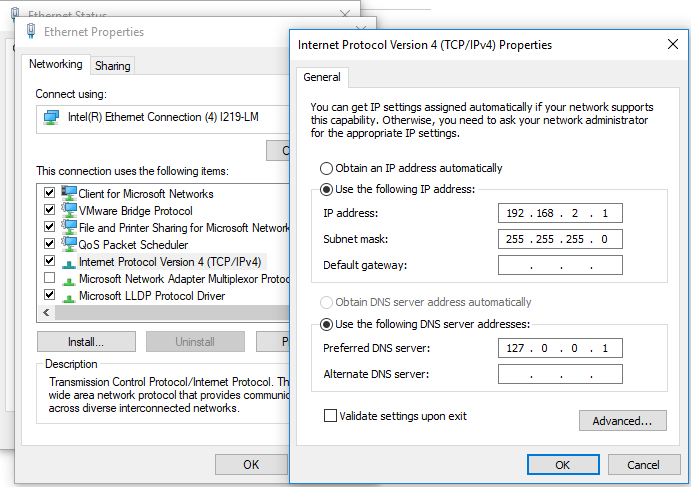 Ethernet Status
Ethernet Properties
Networking
Sharing
Connect using:
Intel(R) Ethernet Connection (4) I219-LM
This connection uses the following items:
Client for Microsoft Networks
VMware Bridge Protocol
File and Printer Sharing for Microsoft Network
QoS Packet Scheduler
Internet Protocol Version 4 (TCP/IPv4)
Microsoft Network Adapter Multiplexor Protoc
Microsoft LLDP Protocol Driver
Install...
Uninstall
Description
Transmission Control Protocol/Internet Protocol. Th
wide area network protocol that provides communic
across diverse interconnected networks.
OK
Internet Protocol Version 4 (TCP/IPv4) Properties
General
You can get IP settings assigned automatically if your network supports
this capability. Otherwise, you need to ask your network administrator
for the appropriate IP settings.
Obtain an IP address automatically
Use the following IP address:
IP address:
192 . 168 . 2 . 1
Subnet mask:
255 . 255 . 255 . 0
Default gateway:
. . .
Obtain DNS server address automatically
Use the following DNS server addresses:
Preferred DNS server:
127 . 0 . 0 . 1
Alternate DNS server:
. . .
Validate settings upon exit
Advanced...
OK
Cancel